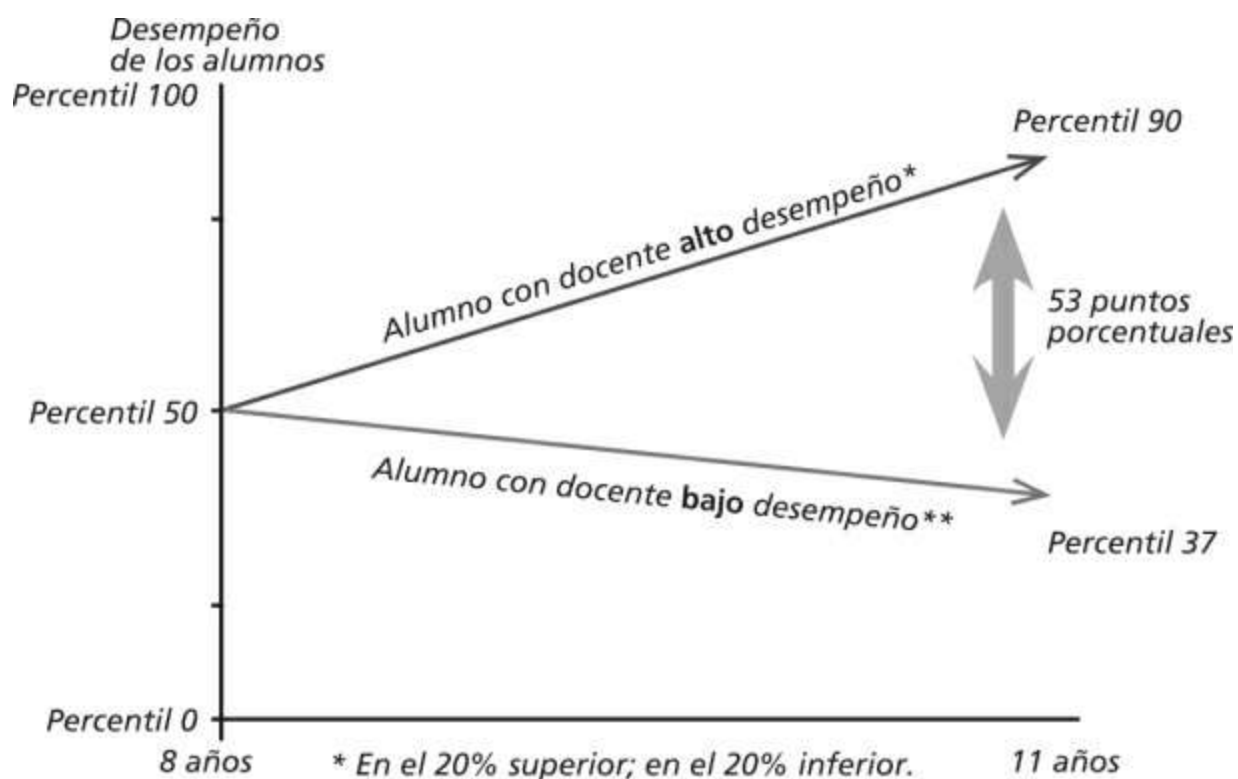 Desempeño
de los alumnos
Percentil 100
Percentil 90
Alumno con docente alto desempeño*
53 puntos
porcentuales
Percentil 50
Alumno con docente bajo desempeño**
Percentil 37
Percentil 0
8 años
* En el 20% superior; en el 20% inferior.
11 años